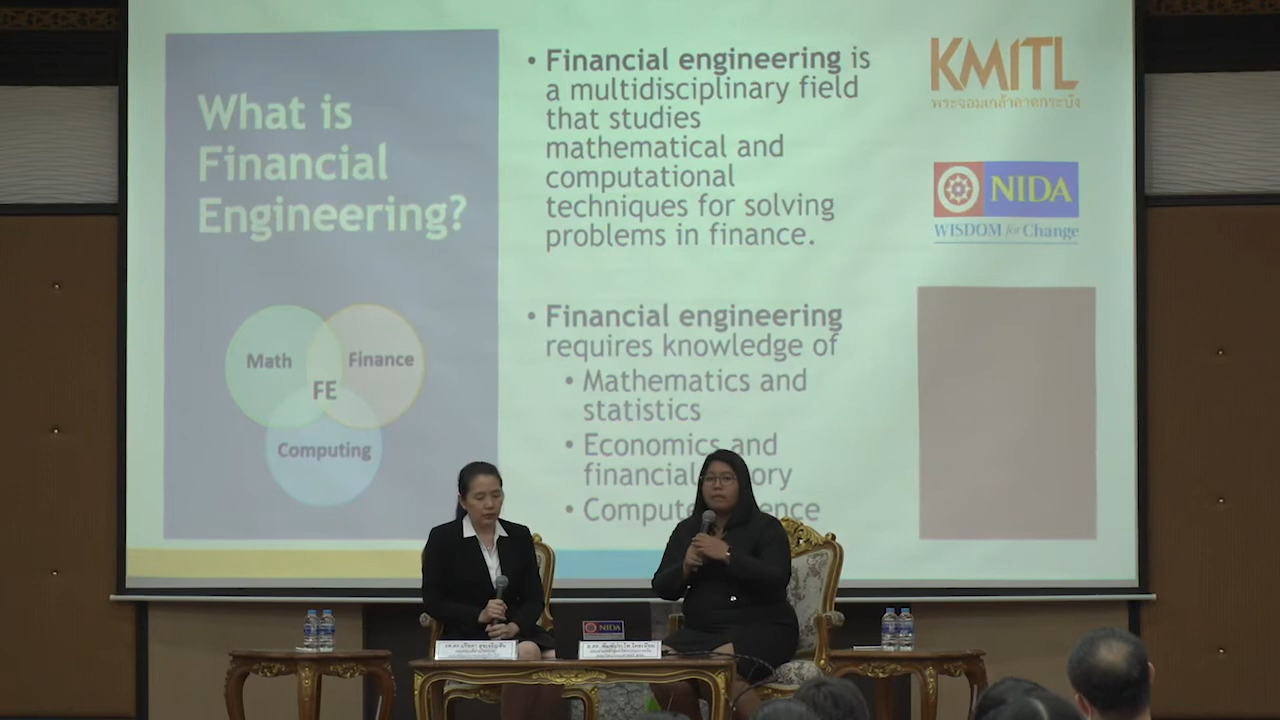 What is
Financial
Engineering?
Math
Finance
FE
Computing
• Financial engineering is
a multidisciplinary field
that studies
mathematical and
computational
techniques for solving
problems in finance.
• Financial engineering
requires knowledge of
• Mathematics and
statistics
• Economics and
financial
• Compute
KMITL
พระจอมเกล้าลาดกระบัง
NIDA
WISDOM for Change
NIDA